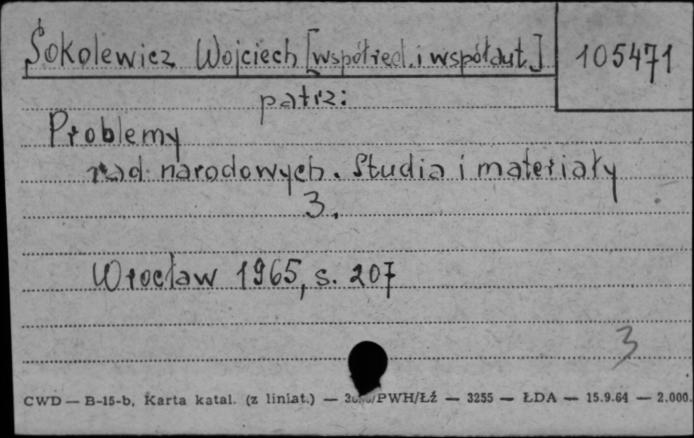 Sokolewicz Wojciech [współred. i współaut.] 105471
patrz:
Problemy
rad narodowych. Studia i materiały
3.
Wrocław 1965, s. 207
3
CWD — B-15-b, Karta katal. (z liniat.) — /PWH/Łź — 3255 — ŁDA — 15.9.64 — 2.000.